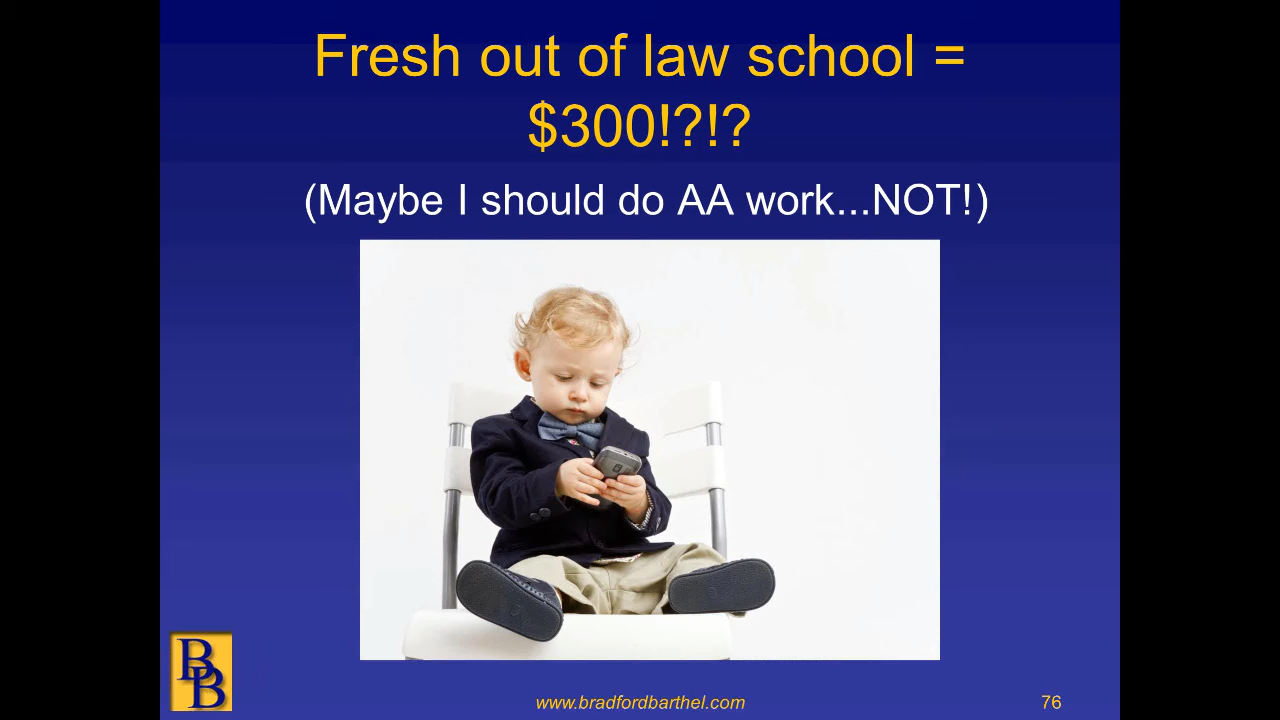 Fresh out of law school =
$300!?!?
(Maybe I should do AA work...NOT!)
BB
www.bradfordbarthel.com
76